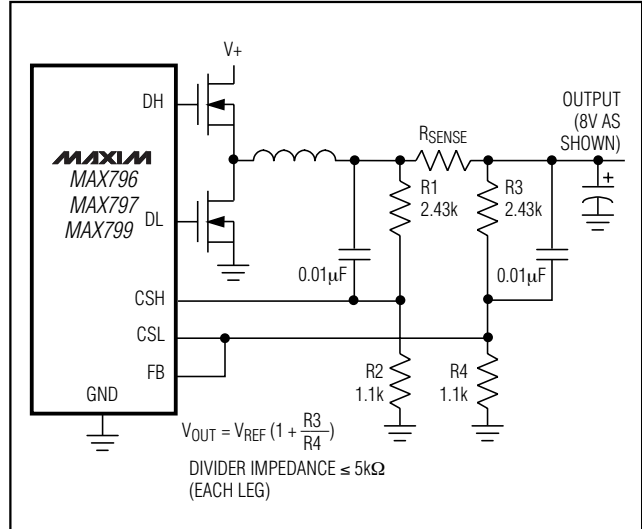 V+
DH
OUTPUT
(8V AS
SHOWN)
RSENSE
MAXIM
MAX796
MAX797
MAX799
DL
R1
2.43k
R3
2.43k
+
0.01µF
0.01µF
CSH
CSL
FB
R2
1.1k
R4
1.1k
GND
VOUT = VREF (1 + R3/R4)
DIVIDER IMPEDANCE ≤ 5kΩ
(EACH LEG)